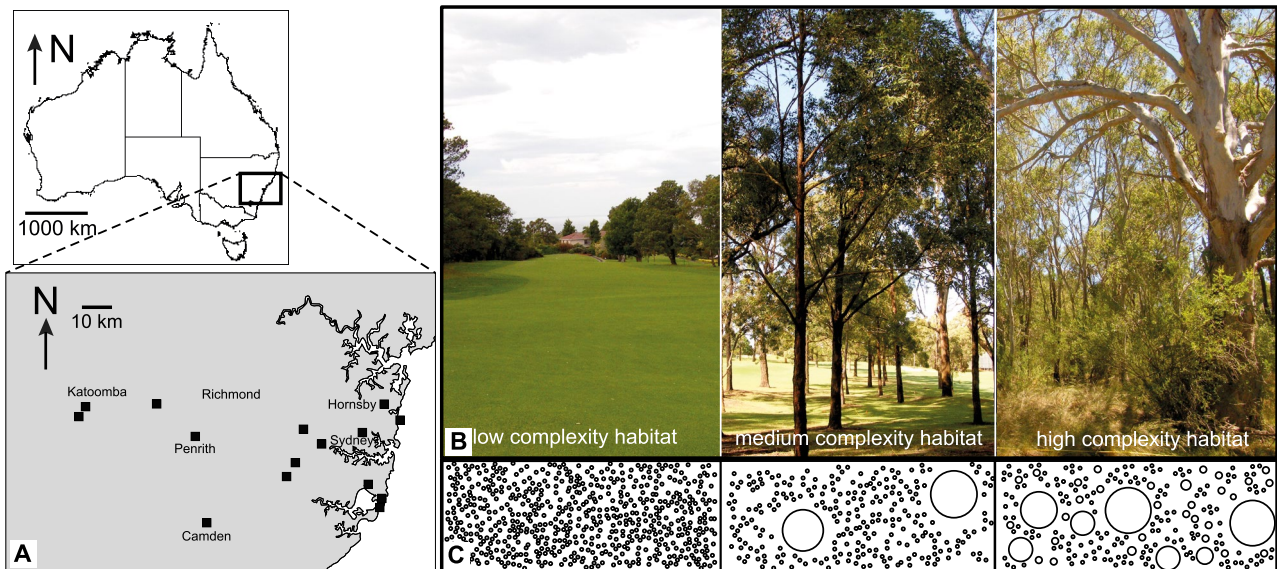 N
1000 km
N
10 km
Katoomba
Richmond
Hornsby
Sydney
Penrith
Camden
A
B
low complexity habitat
medium complexity habitat
high complexity habitat
C